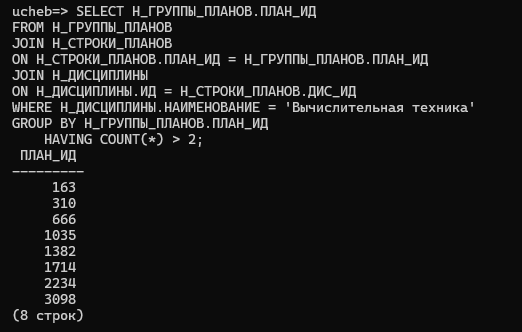 ucheb=> SELECT Н_ГРУППЫ_ПЛАНОВ.ПЛАН_ИД
FROM Н_ГРУППЫ_ПЛАНОВ
JOIN Н_СТРОКИ_ПЛАНОВ
ON Н_СТРОКИ_ПЛАНОВ.ПЛАН_ИД = Н_ГРУППЫ_ПЛАНОВ.ПЛАН_ИД
JOIN Н_ДИСЦИПЛИНЫ
ON Н_ДИСЦИПЛИНЫ.ИД = Н_СТРОКИ_ПЛАНОВ.ДИС_ИД
WHERE Н_ДИСЦИПЛИНЫ.НАИМЕНОВАНИЕ = 'Вычислительная техника'
GROUP BY Н_ГРУППЫ_ПЛАНОВ.ПЛАН_ИД
    HAVING COUNT(*) > 2;
 ПЛАН_ИД
---------
     163
     310
     666
    1035
    1382
    1714
    2234
    3098
(8 строк)